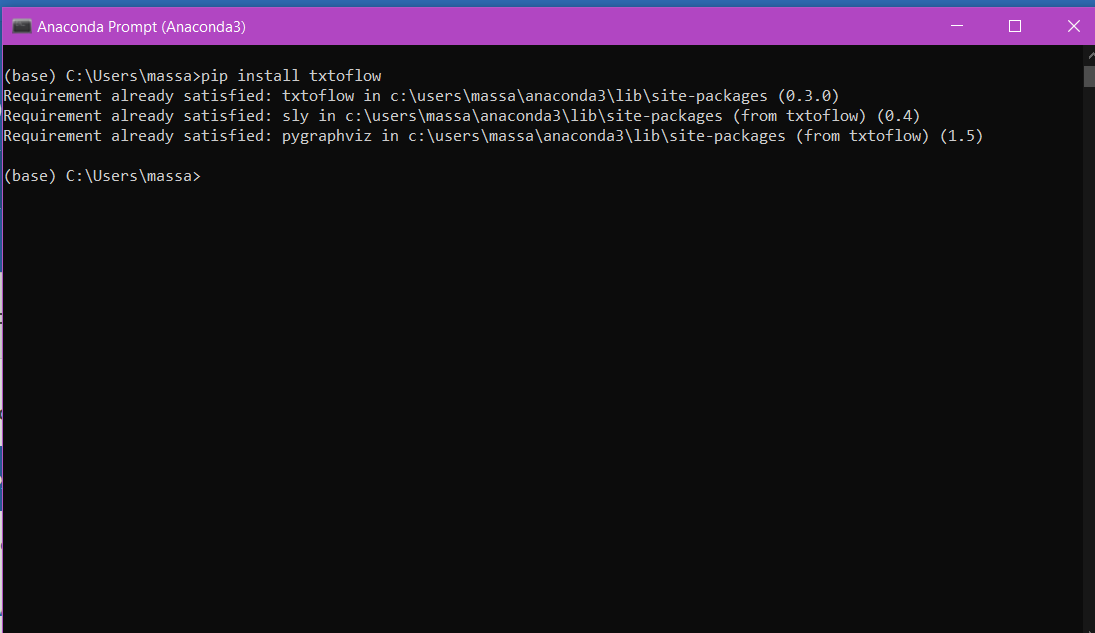 Anaconda Prompt (Anaconda3)
(base) C:\Users\massa>pip install txtoflow
Requirement already satisfied: txtoflow in c:\users\massa\anaconda3\lib\site-packages (0.3.0)
Requirement already satisfied: sly in c:\users\massa\anaconda3\lib\site-packages (from txtoflow) (0.4)
Requirement already satisfied: pygraphviz in c:\users\massa\anaconda3\lib\site-packages (from txtoflow) (1.5)
(base) C:\Users\massa>